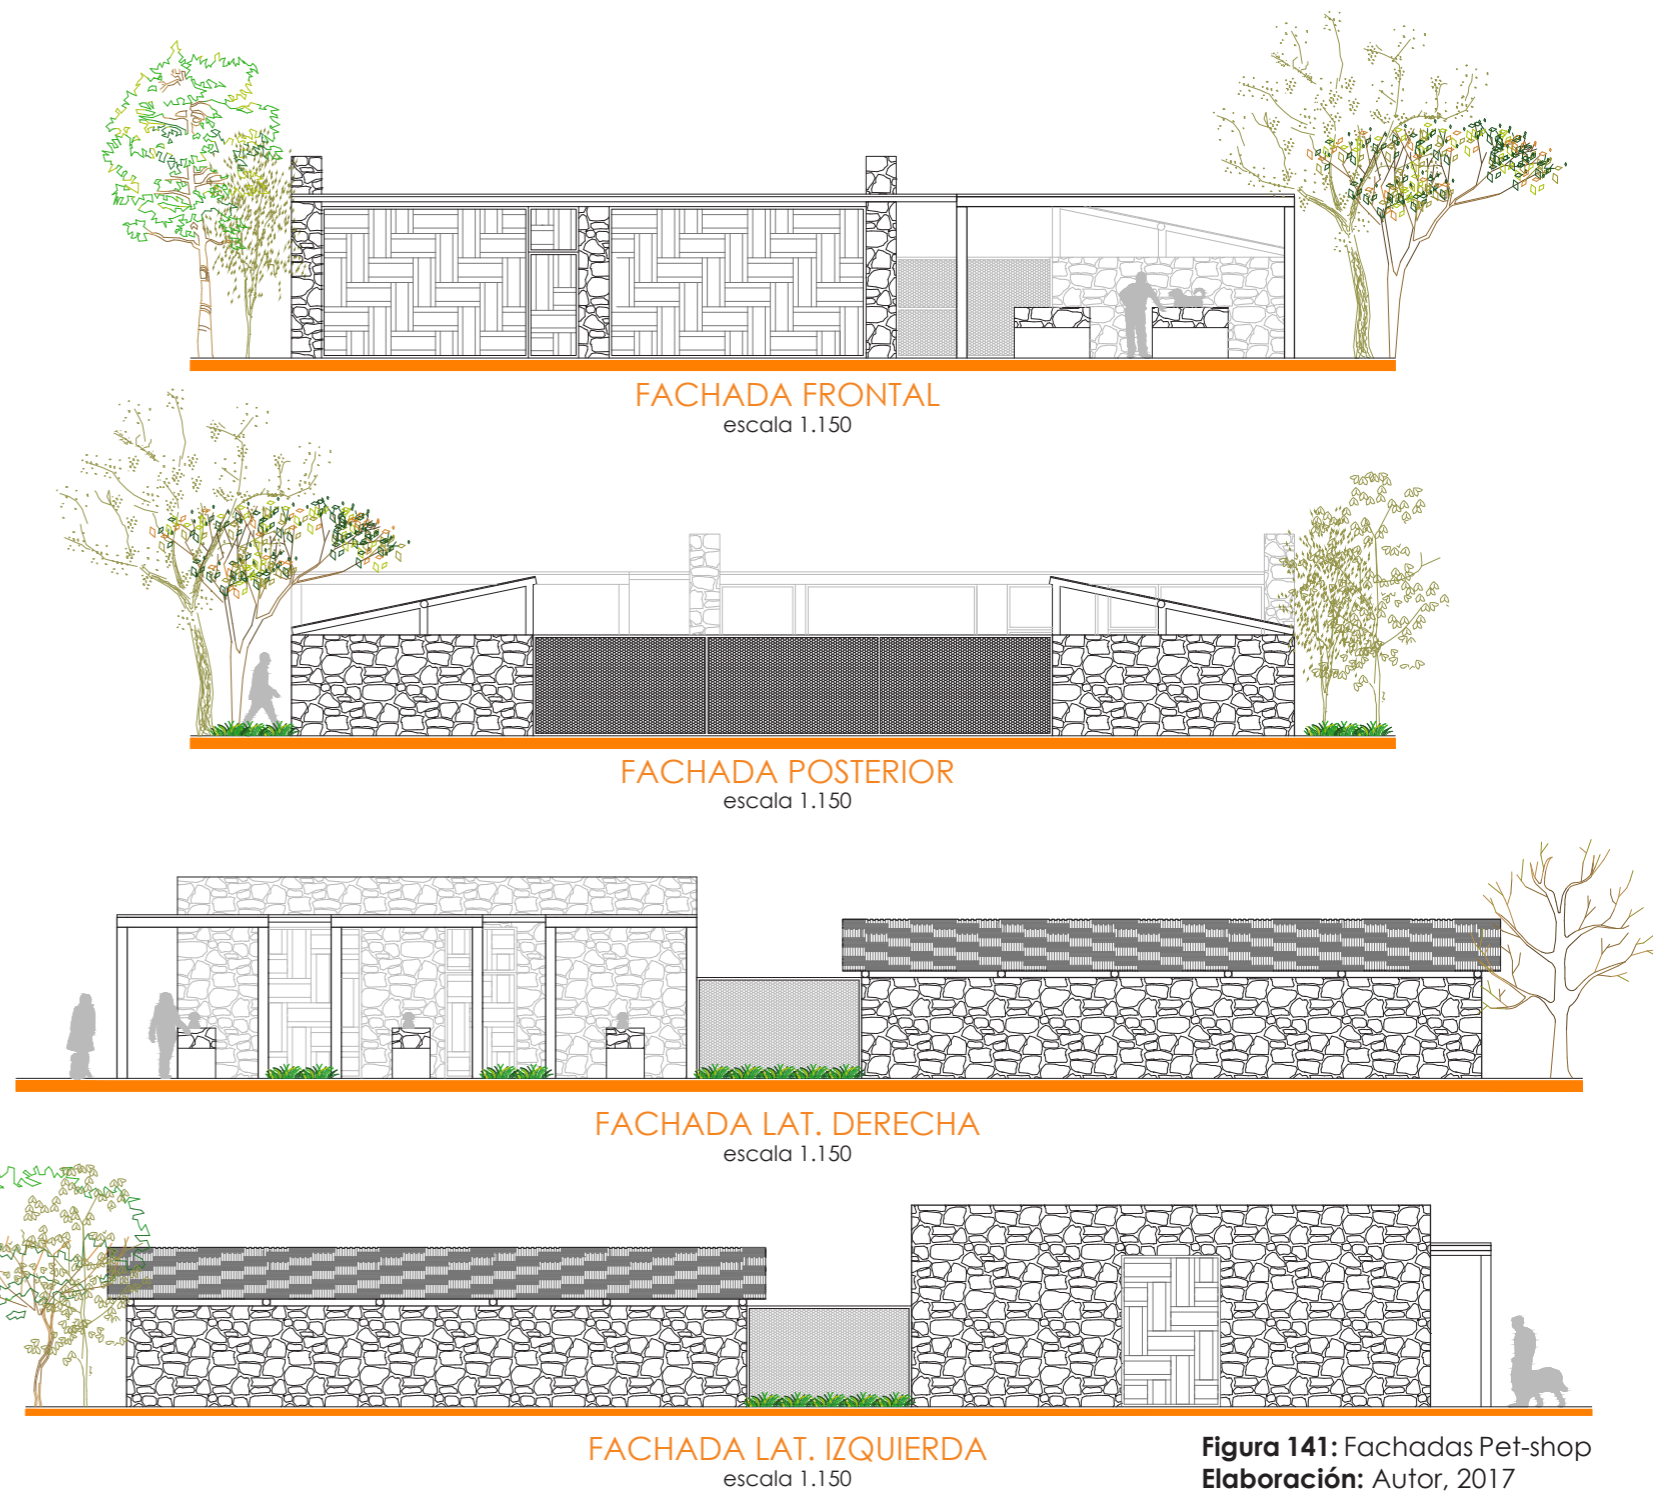 FACHADA FRONTAL
escala 1.150
FACHADA POSTERIOR
escala 1.150
FACHADA LAT. DERECHA
escala 1.150
FACHADA LAT. IZQUIERDA
escala 1.150
Figura 141: Fachadas Pet-shop
Elaboración: Autor, 2017